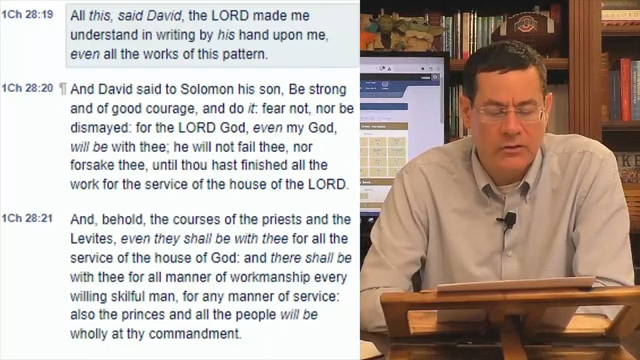 1Ch 28:19 All this, said David, the LORD made me
understand in writing by his hand upon me,
even all the works of this pattern.
1Ch 28:20 ¶ And David said to Solomon his son, Be strong
and of good courage, and do it: fear not, nor be
dismayed: for the LORD God, even my God,
will be with thee; he will not fail thee, nor
forsake thee, until thou hast finished all the
work for the service of the house of the LORD.
1Ch 28:21 And, behold, the courses of the priests and the
Levites, even they shall be with thee for all the
service of the house of God: and there shall be
with thee for all manner of workmanship every
willing skilful man, for any manner of service:
also the princes and all the people will be
wholly at thy commandment.